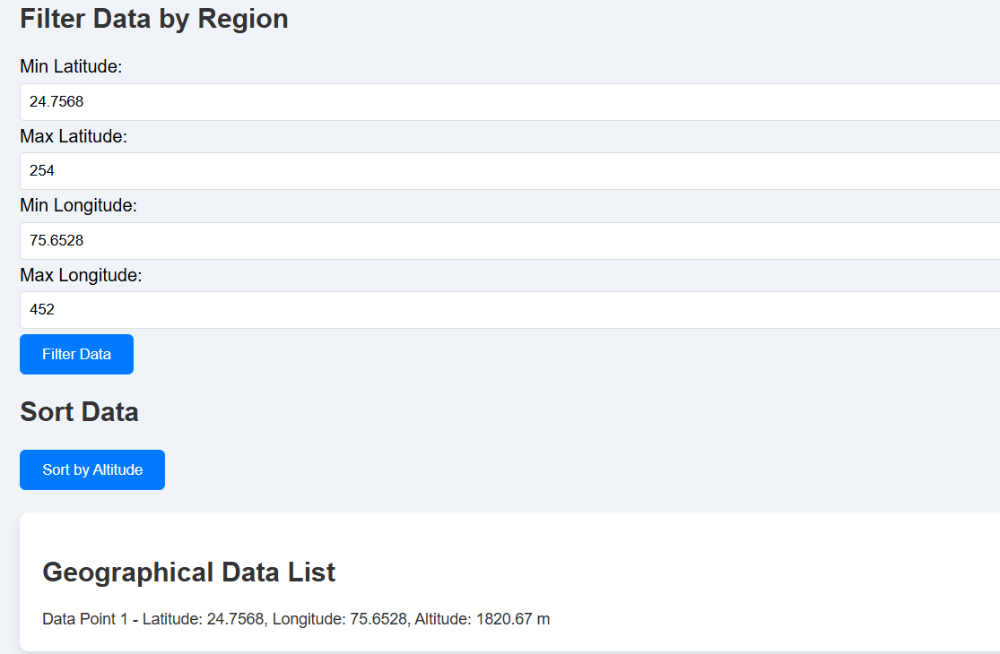 Filter Data by Region
Min Latitude:
24.7568
Max Latitude:
254
Min Longitude:
75.6528
Max Longitude:
452
Filter Data
Sort Data
Sort by Altitude
Geographical Data List
Data Point 1 - Latitude: 24.7568, Longitude: 75.6528, Altitude: 1820.67 m